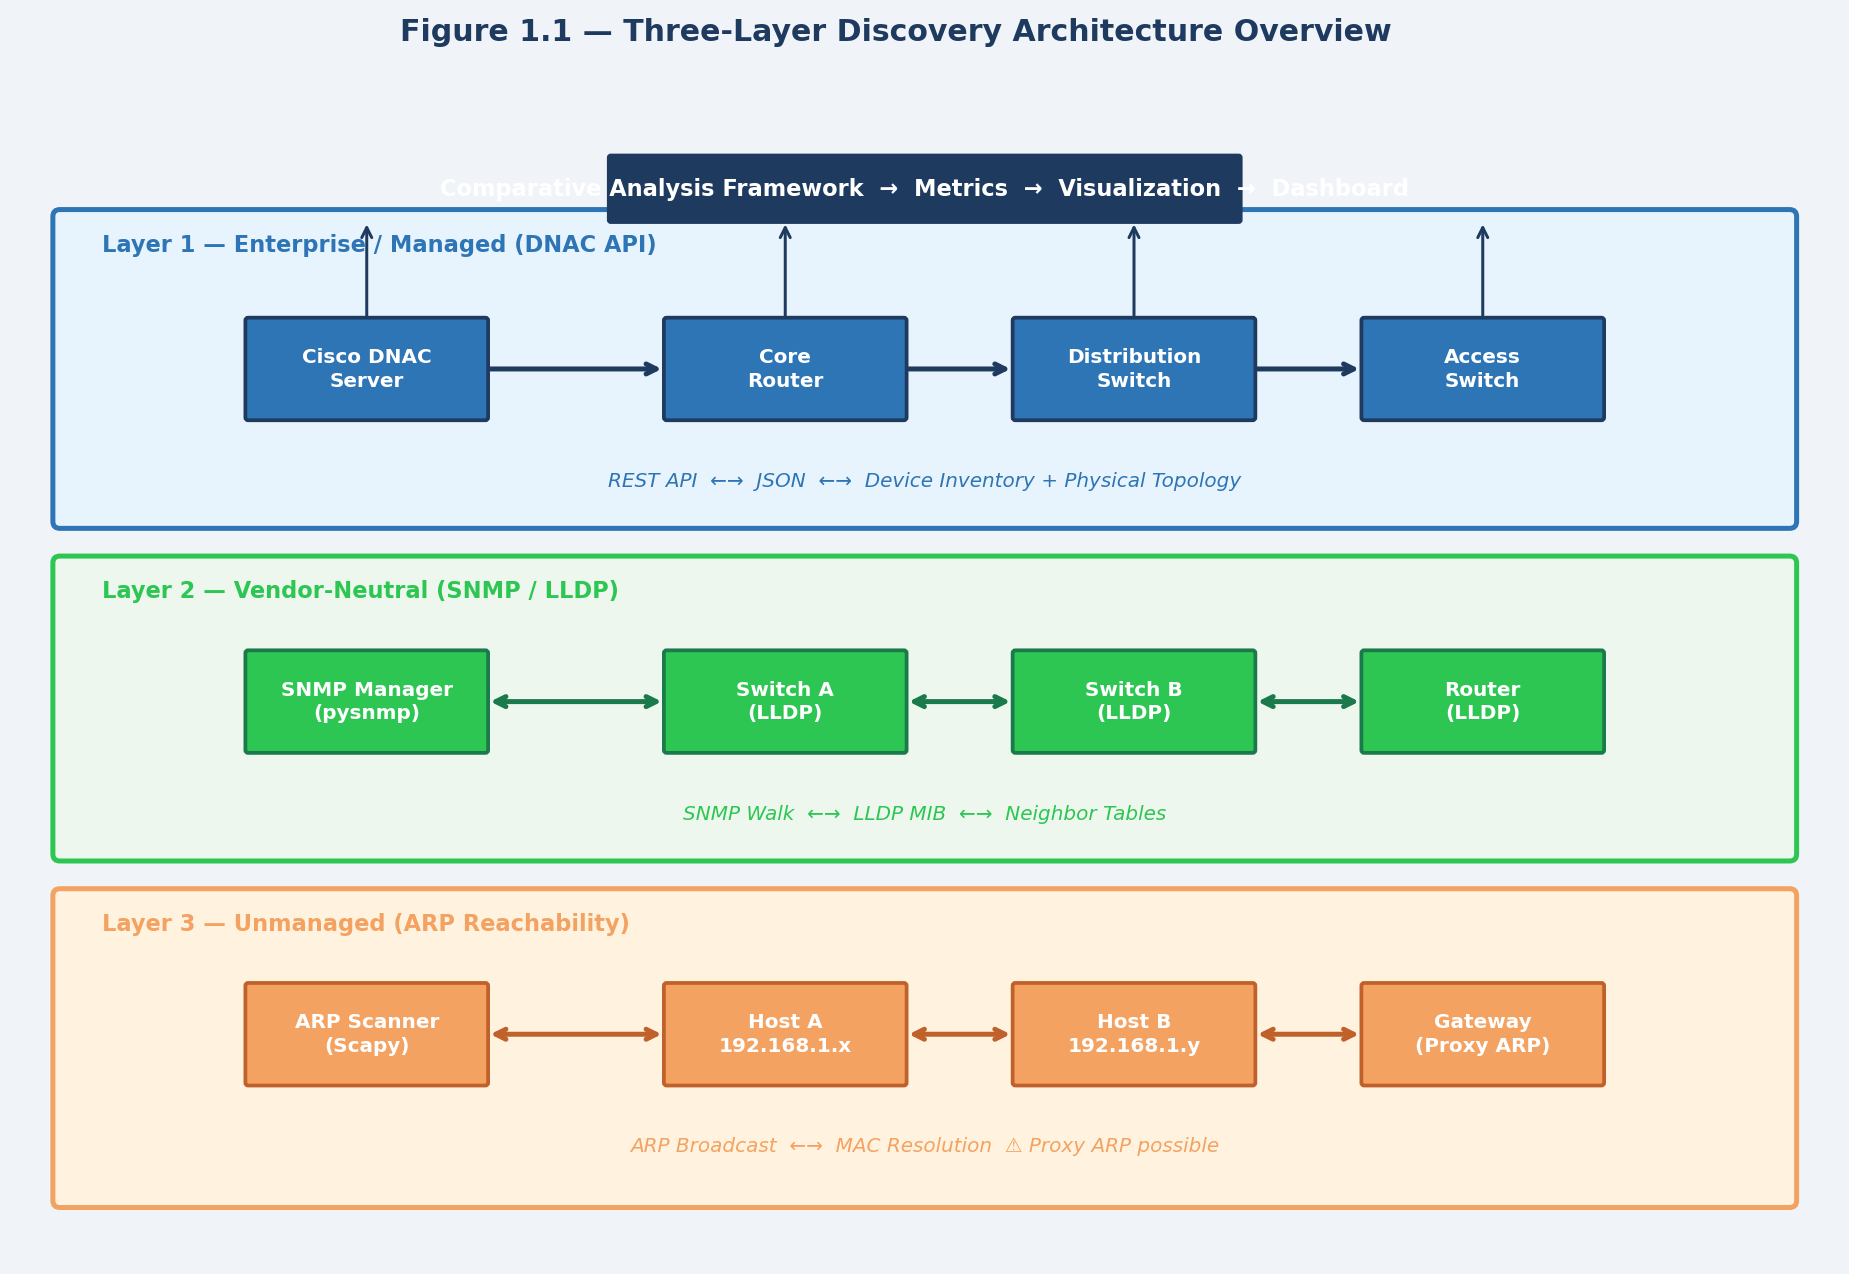 Figure 1.1 — Three-Layer Discovery Architecture Overview
Comparative Analysis Framework → Metrics → Visualization → Dashboard
Layer 1 — Enterprise / Managed (DNAC API)
Cisco DNAC
Server
Core
Router
Distribution
Switch
Access
Switch
REST API ←→ JSON ←→ Device Inventory + Physical Topology
Layer 2 — Vendor-Neutral (SNMP / LLDP)
SNMP Manager
(pysnmp)
Switch A
(LLDP)
Switch B
(LLDP)
Router
(LLDP)
SNMP Walk ←→ LLDP MIB ←→ Neighbor Tables
Layer 3 — Unmanaged (ARP Reachability)
ARP Scanner
(Scapy)
Host A
192.168.1.x
Host B
192.168.1.y
Gateway
(Proxy ARP)
ARP Broadcast ←→ MAC Resolution ⚠ Proxy ARP possible